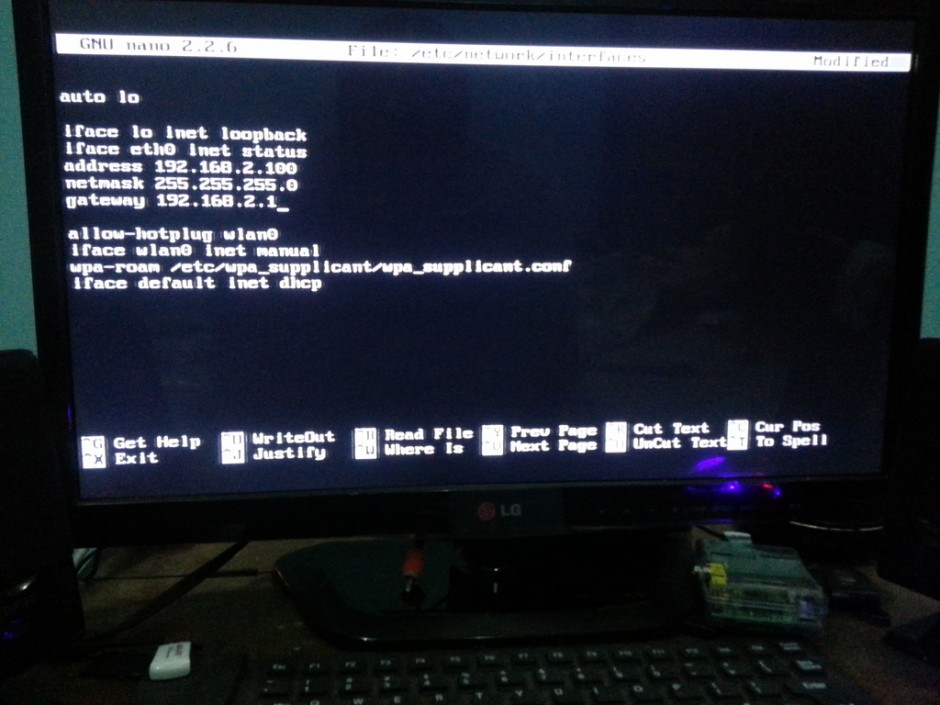 GNU nano 2.2.6 File: /etc/network/interfaces Modified
auto lo
iface lo inet loopback
iface eth0 inet status
address 192.168.2.100
netmask 255.255.255.0
gateway 192.168.2.1_
allow-hotplug wlan0
iface wlan0 inet manual
wpa-roam /etc/wpa_supplicant/wpa_supplicant.conf
iface default inet dhcp
^G Get Help ^O WriteOut ^R Read File ^Y Prev Page ^K Cut Text ^C Cur Pos
^X Exit ^J Justify ^W Where Is ^U Next Page ^U UnCut Text ^T To Spell
LG